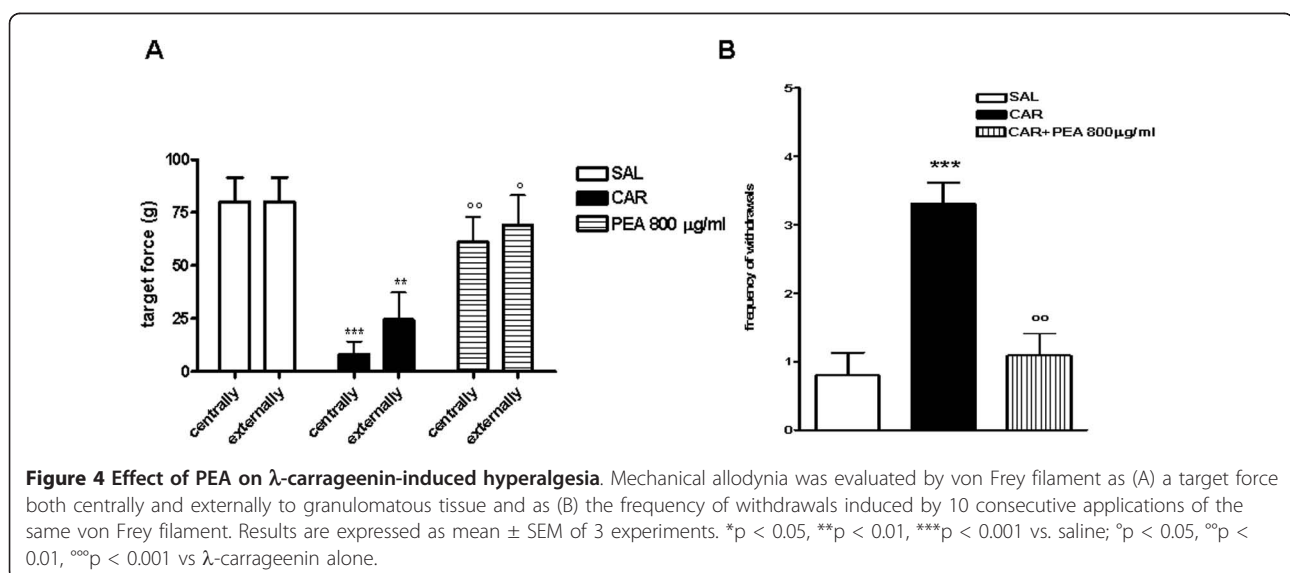 A
100
75
50
25
0
target force (g)
***
**
°°
°
SAL
CAR
PEA 800 µg/ml
centrally
externally
centrally
externally
centrally
externally
B
5
4
3
2
1
0
frequency of withdrawals
***
°°
SAL
CAR
CAR+PEA 800µg/ml
Figure 4 Effect of PEA on λ-carrageenin-induced hyperalgesia. Mechanical allodynia was evaluated by von Frey filament as (A) a target force
both centrally and externally to granulomatous tissue and as (B) the frequency of withdrawals induced by 10 consecutive applications of the
same von Frey filament. Results are expressed as mean ± SEM of 3 experiments. *p < 0.05, **p < 0.01, ***p < 0.001 vs. saline; °p < 0.05, °°p <
0.01, °°°p < 0.001 vs λ-carrageenin alone.